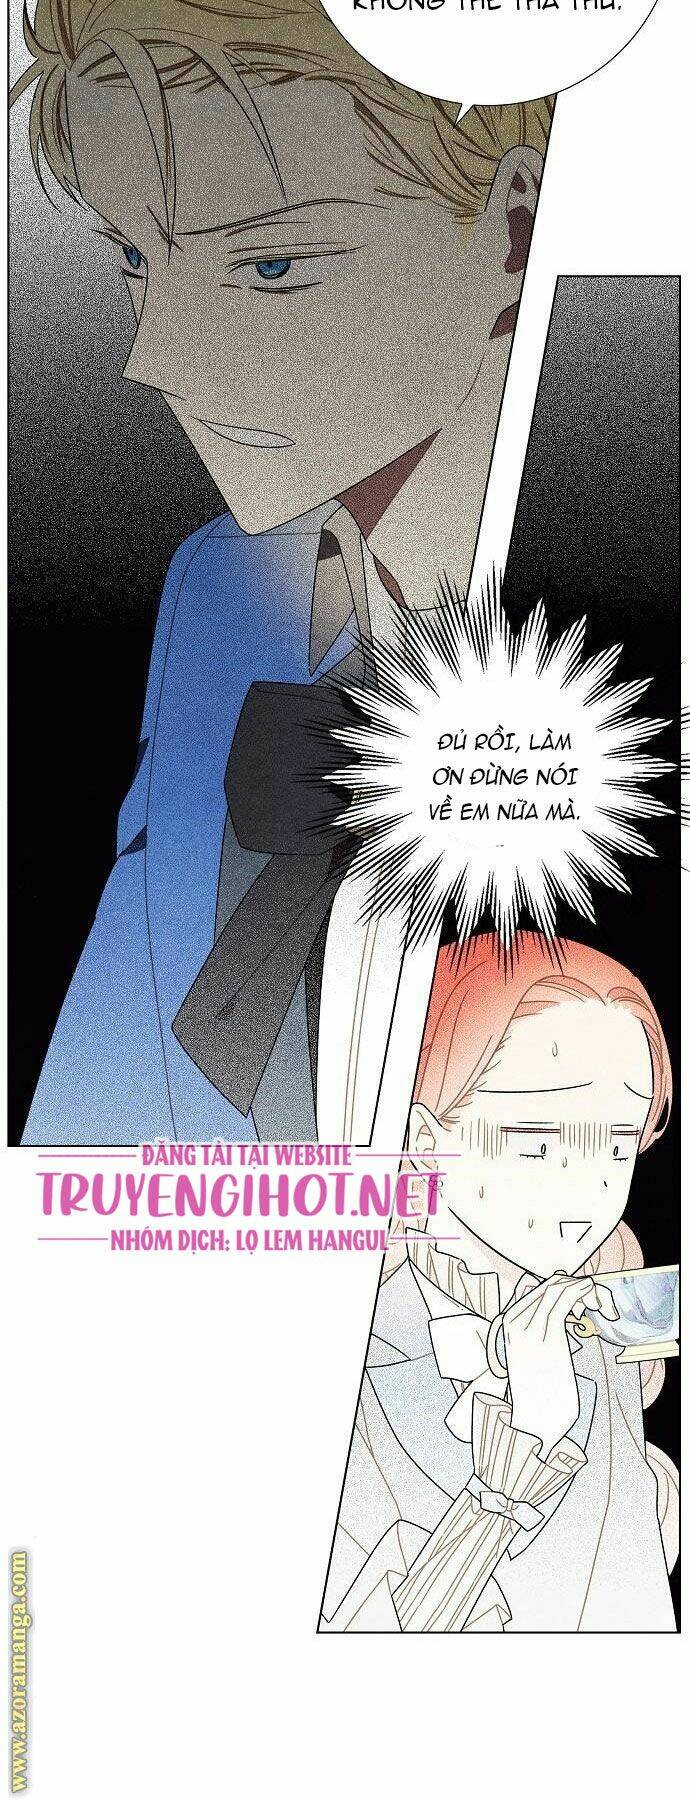 KHÔNG THỂ THA THỨ.
ĐỦ RỒI, LÀM
ƠN ĐỪNG NÓI
VỀ EM NỮA MÀ.
ĐĂNG TẢI TẠI WEBSITE
TRUYENGIHOT.NET
NHÓM DỊCH: LỌ LEM HANGUL
www.azoramanga.com